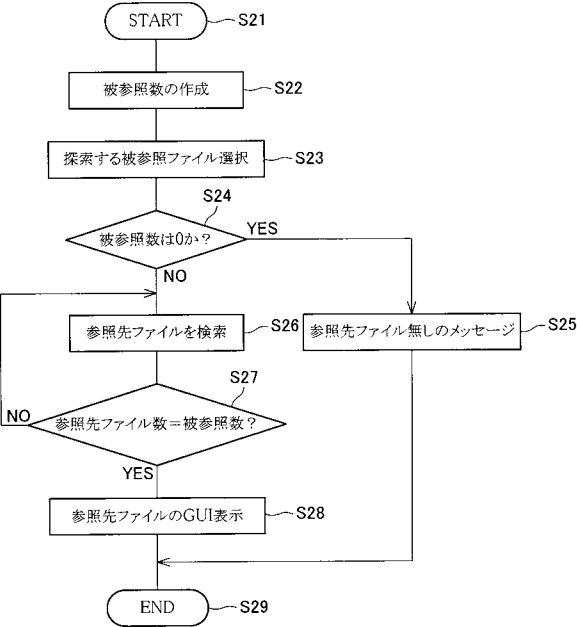 START
S21
被参照数の作成
S22
探索する被参照ファイル選択
S23
S24
被参照数は0か?
YES
NO
参照先ファイルを検索
S26
参照先ファイル無しのメッセージ
S25
S27
参照先ファイル数=被参照数?
NO
YES
参照先ファイルのGUI表示
S28
END
S29